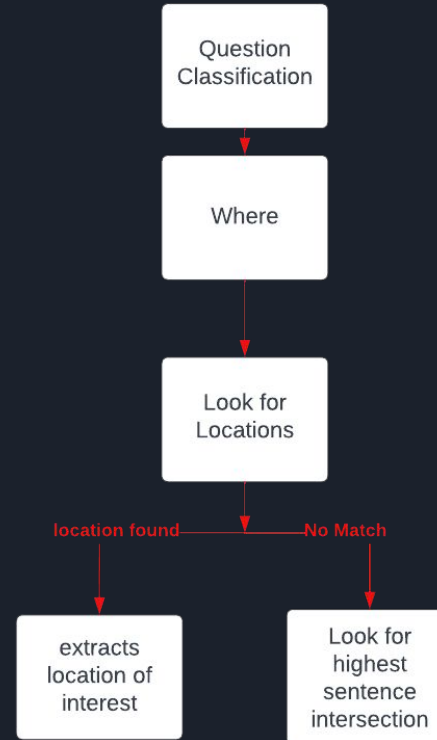 Question
Classification
Where
Look for
Locations
location found
No Match
extracts
location of
interest
Look for
highest
sentence
intersection